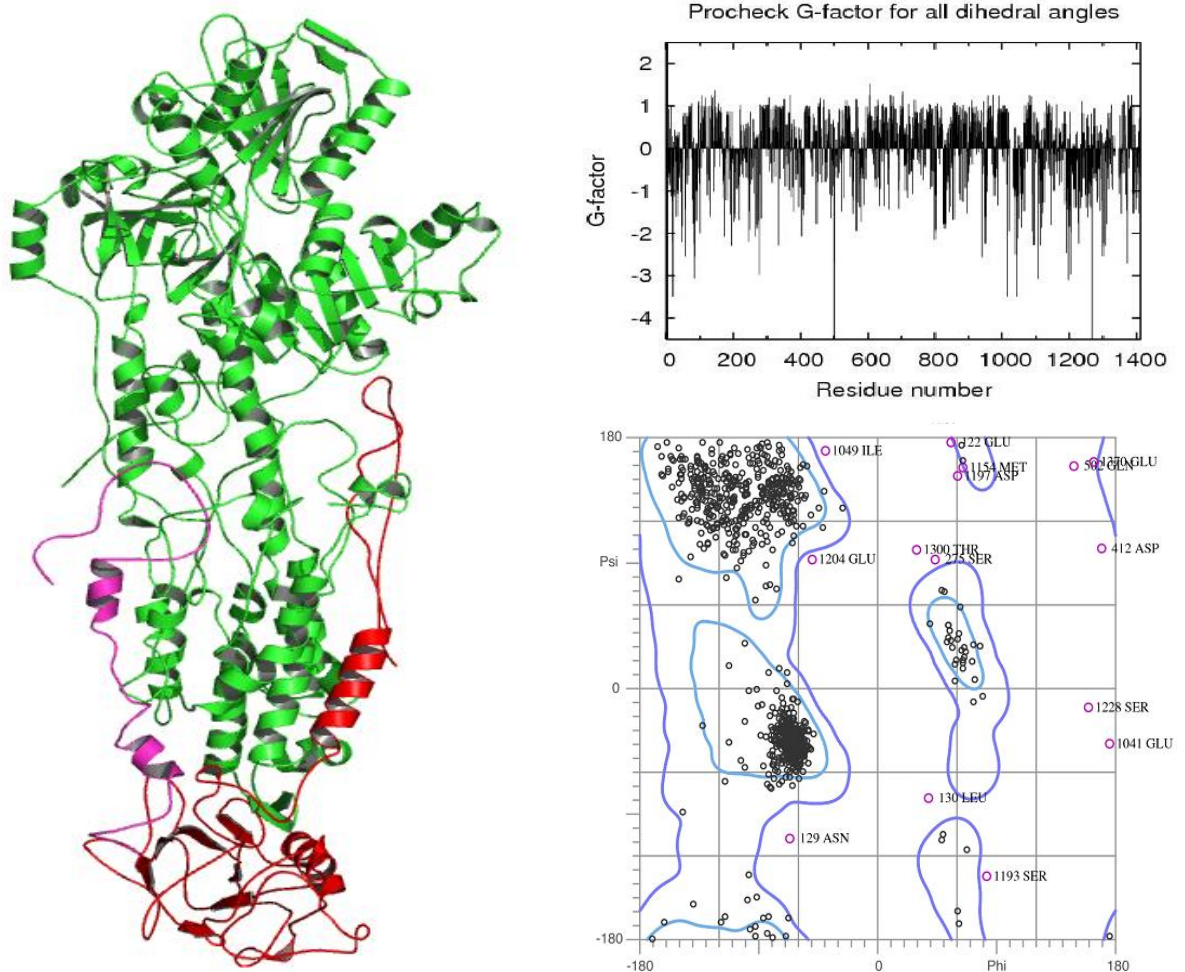 Procheck G-factor for all dihedral angles
2
1
0
-1
-2
-3
-4
G-factor
0 200 400 600 800 1000 1200 1400
Residue number
180
122 GLU
1049 ILE
1370 GLU
1154 MET
502 GLN
1197 ASP
1300 THR
412 ASP
Psi
1204 GLU
275 SER
0
1228 SER
1041 GLU
130 LEU
129 ASN
1193 SER
-180
-180 0 Phi 180